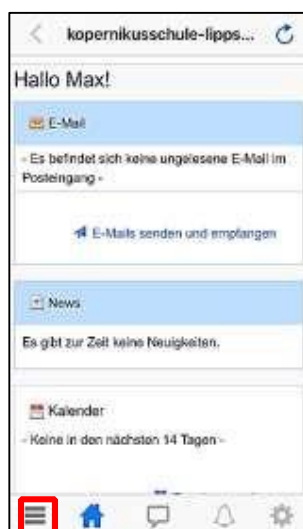 kopernikusschule-lipps...
Hallo Max!
E-Mail
- Es befindet sich keine ungelesene E-Mail im
Posteingang -
E-Mails senden und empfangen
News
Es gibt zur Zeit keine Neuigkeiten.
Kalender
- Keine in den nächsten 14 Tagen -